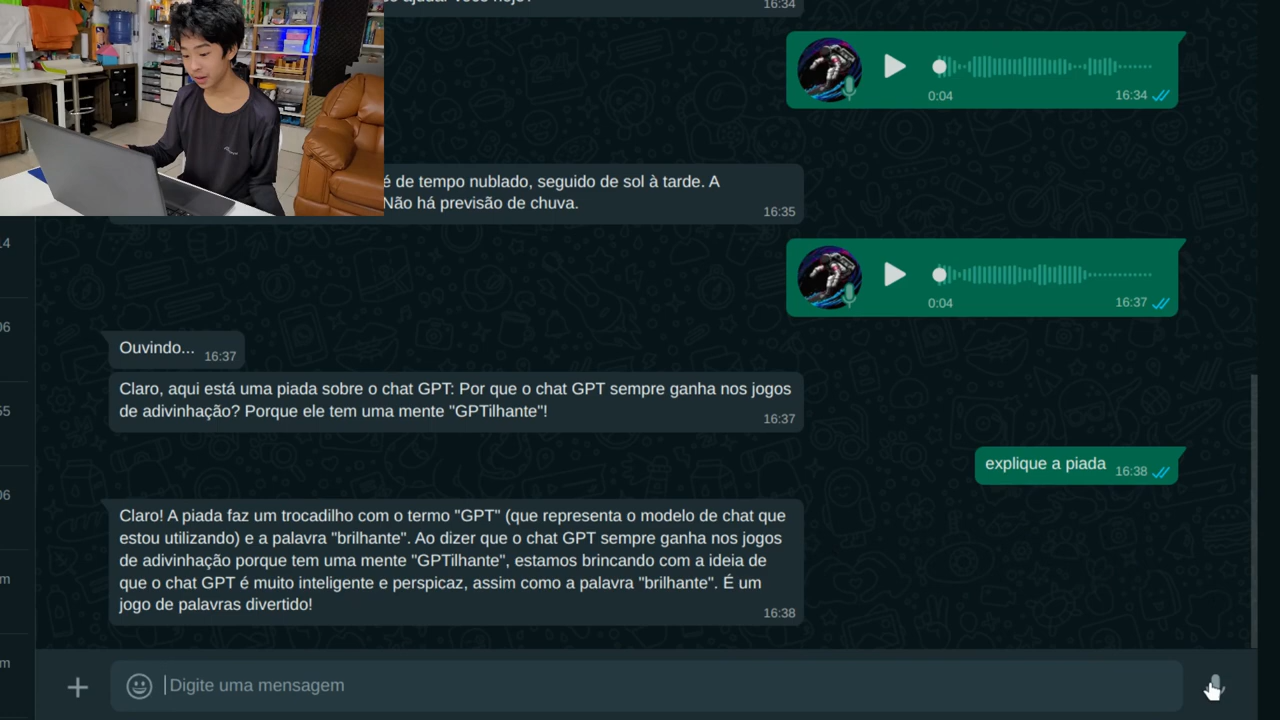 16:34
0:04
16:34
é de tempo nublado, seguido de sol à tarde. A
Não há previsão de chuva.
16:35
0:04
16:37
Ouvindo...
16:37
Claro, aqui está uma piada sobre o chat GPT: Por que o chat GPT sempre ganha nos jogos
de adivinhação? Porque ele tem uma mente "GPTilhante"!
16:37
explique a piada
16:38
Claro! A piada faz um trocadilho com o termo "GPT" (que representa o modelo de chat que
estou utilizando) e a palavra "brilhante". Ao dizer que o chat GPT sempre ganha nos jogos
de adivinhação porque tem uma mente "GPTilhante", estamos brincando com a ideia de
que o chat GPT é muito inteligente e perspicaz, assim como a palavra "brilhante". É um
jogo de palavras divertido!
16:38
Digite uma mensagem
14
06
55
06
m
m